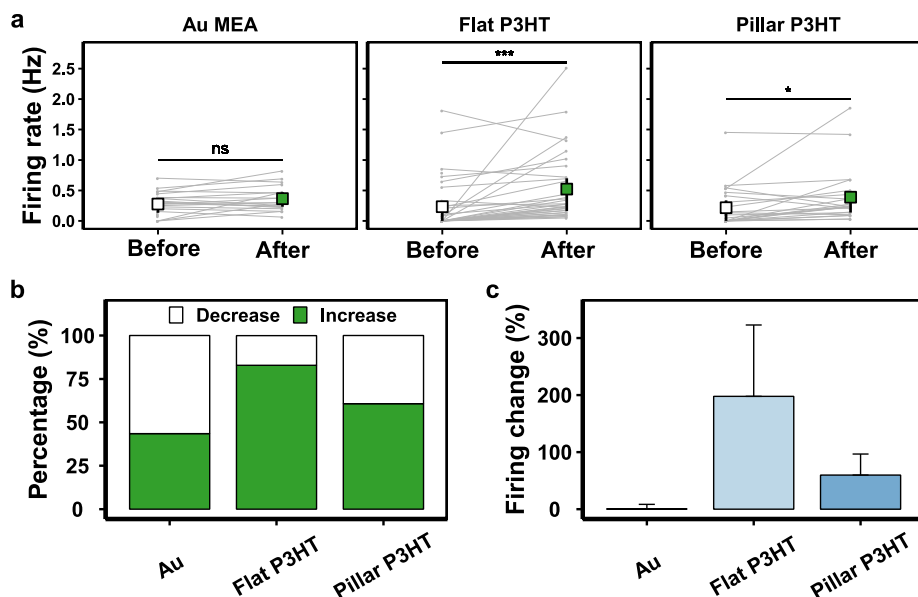 a
Au MEA
Flat P3HT
Pillar P3HT
Firing rate (Hz)
2.5
2.0
1.5
1.0
0.5
0.0
ns
***
*
Before
After
Before
After
Before
After
b
Percentage (%)
Decrease
Increase
100
75
50
25
0
Au
Flat P3HT
Pillar P3HT
c
Firing change (%)
300
200
100
0
Au
Flat P3HT
Pillar P3HT